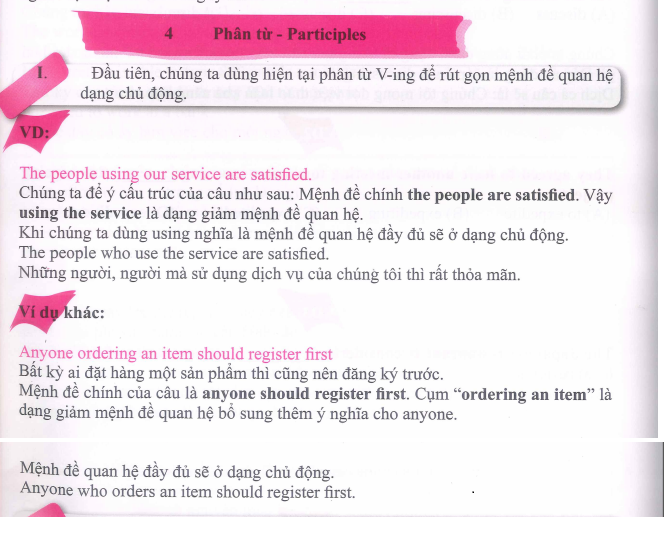 4 Phân từ - Participles
I. Đầu tiên, chúng ta dùng hiện tại phân từ V-ing để rút gọn mệnh đề quan hệ
dạng chủ động.
VD:
The people using our service are satisfied.
Chúng ta để ý cấu trúc của câu như sau: Mệnh đề chính the people are satisfied. Vậy
using the service là dạng giảm mệnh đề quan hệ.
Khi chúng ta dùng using nghĩa là mệnh đề quan hệ đầy đủ sẽ ở dạng chủ động.
The people who use the service are satisfied.
Những người, người mà sử dụng dịch vụ của chúng tôi thì rất thỏa mãn.
Ví dụ khác:
Anyone ordering an item should register first
Bất kỳ ai đặt hàng một sản phẩm thì cũng nên đăng ký trước.
Mệnh đề chính của câu là anyone should register first. Cụm “ordering an item” là
dạng giảm mệnh đề quan hệ bổ sung thêm ý nghĩa cho anyone.
Mệnh đề quan hệ đầy đủ sẽ ở dạng chủ động.
Anyone who orders an item should register first.